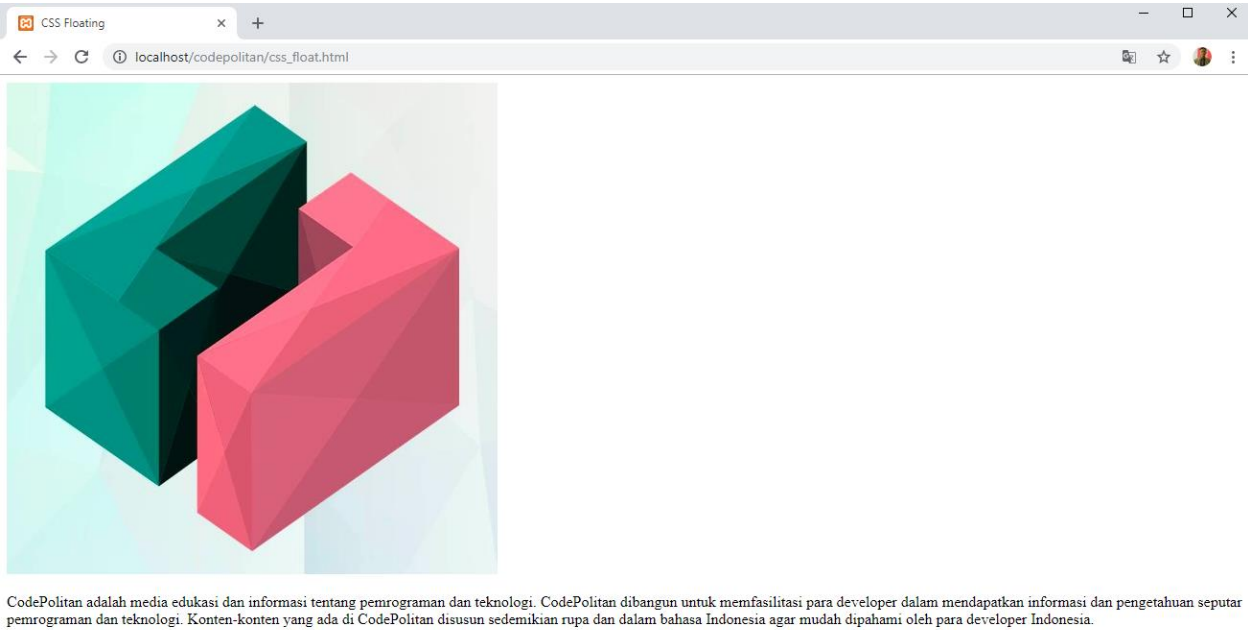 CSS Floating
localhost/codepolitan/css_float.html
CodePolitan adalah media edukasi dan informasi tentang pemrograman dan teknologi. CodePolitan dibangun untuk memfasilitasi para developer dalam mendapatkan informasi dan pengetahuan seputar
pemrograman dan teknologi. Konten-konten yang ada di CodePolitan disusun sedemikian rupa dan dalam bahasa Indonesia agar mudah dipahami oleh para developer Indonesia.